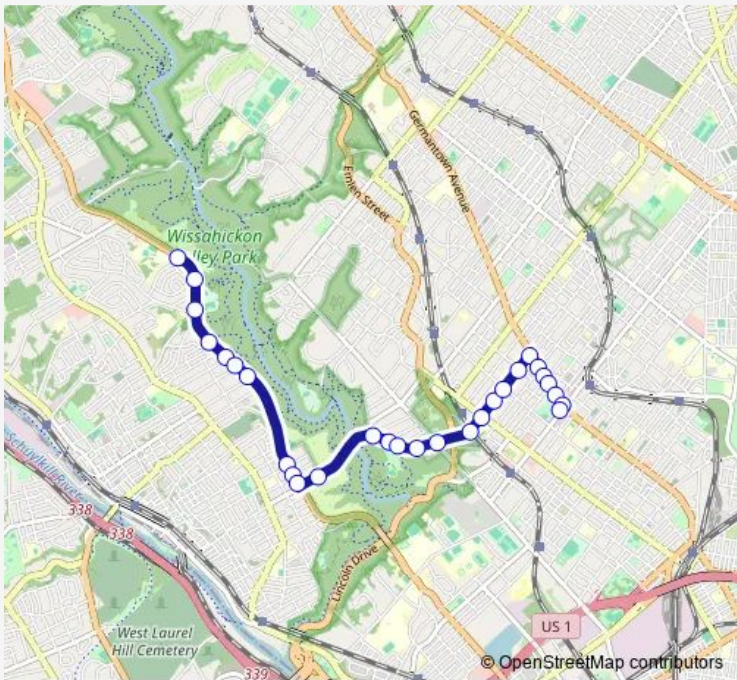 Germantown Avenue
Emlen Street
Wissahickon
lley Park
Schuylkill River
338
338
Lincoln Drive
US 1
West Laurel
Hill Cemetery
339
© OpenStreetMap contributors